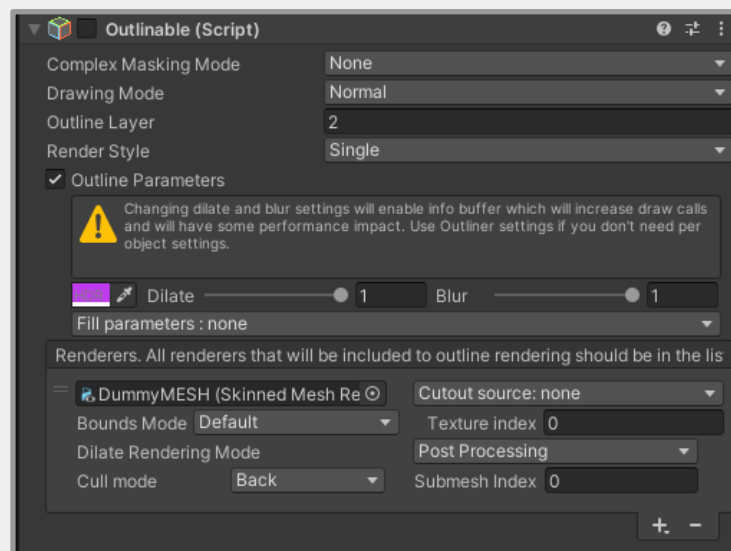 Outlinable (Script)
Complex Masking Mode None
Drawing Mode Normal
Outline Layer 2
Render Style Single
Outline Parameters
Changing dilate and blur settings will enable info buffer which will increase draw calls
and will have some performance impact. Use Outliner settings if you don't need per
object settings.
Dilate 1 Blur 1
Fill parameters : none
Renderers. All renderers that will be included to outline rendering should be in the lis
DummyMESH (Skinned Mesh Re Cutout source: none
Bounds Mode Default Texture index 0
Dilate Rendering Mode Post Processing
Cull mode Back Submesh Index 0